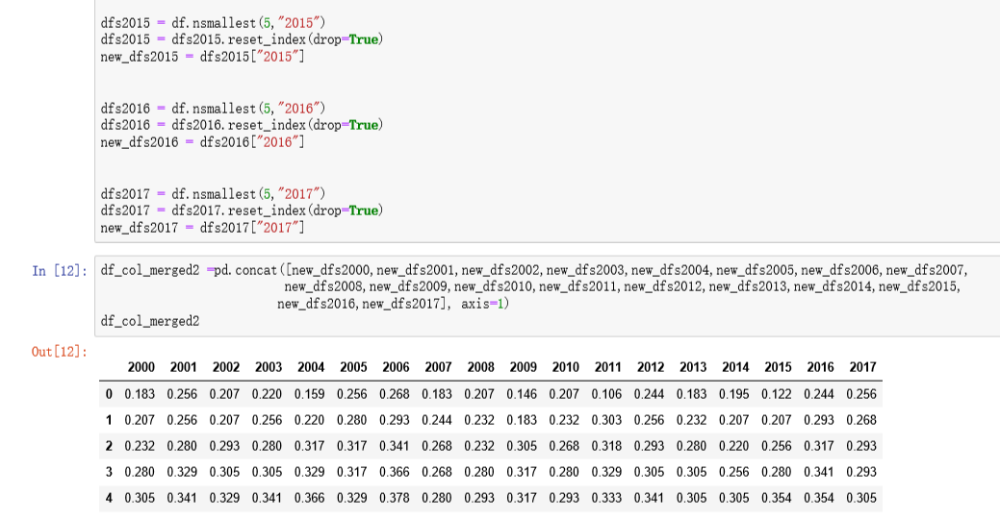 dfs2015 = df.nsmallest(5,"2015")
dfs2015 = dfs2015.reset_index(drop=True)
new_dfs2015 = dfs2015["2015"]
dfs2016 = df.nsmallest(5,"2016")
dfs2016 = dfs2016.reset_index(drop=True)
new_dfs2016 = dfs2016["2016"]
dfs2017 = df.nsmallest(5,"2017")
dfs2017 = dfs2017.reset_index(drop=True)
new_dfs2017 = dfs2017["2017"]
In [12]: df_col_merged2 =pd.concat([new_dfs2000,new_dfs2001,new_dfs2002,new_dfs2003,new_dfs2004,new_dfs2005,new_dfs2006,new_dfs2007,
new_dfs2008,new_dfs2009,new_dfs2010,new_dfs2011,new_dfs2012,new_dfs2013,new_dfs2014,new_dfs2015,
new_dfs2016,new_dfs2017], axis=1)
df_col_merged2
Out[12]:
2000 2001 2002 2003 2004 2005 2006 2007 2008 2009 2010 2011 2012 2013 2014 2015 2016 2017
0 0.183 0.256 0.207 0.220 0.159 0.256 0.268 0.183 0.207 0.146 0.207 0.106 0.244 0.183 0.195 0.122 0.244 0.256
1 0.207 0.256 0.207 0.256 0.220 0.280 0.293 0.244 0.232 0.183 0.232 0.303 0.256 0.232 0.207 0.207 0.293 0.268
2 0.232 0.280 0.293 0.280 0.317 0.317 0.341 0.268 0.232 0.305 0.268 0.318 0.293 0.280 0.220 0.256 0.317 0.293
3 0.280 0.329 0.305 0.305 0.329 0.317 0.366 0.268 0.280 0.317 0.280 0.329 0.305 0.305 0.256 0.280 0.341 0.293
4 0.305 0.341 0.329 0.341 0.366 0.329 0.378 0.280 0.293 0.317 0.293 0.333 0.341 0.305 0.305 0.354 0.354 0.305